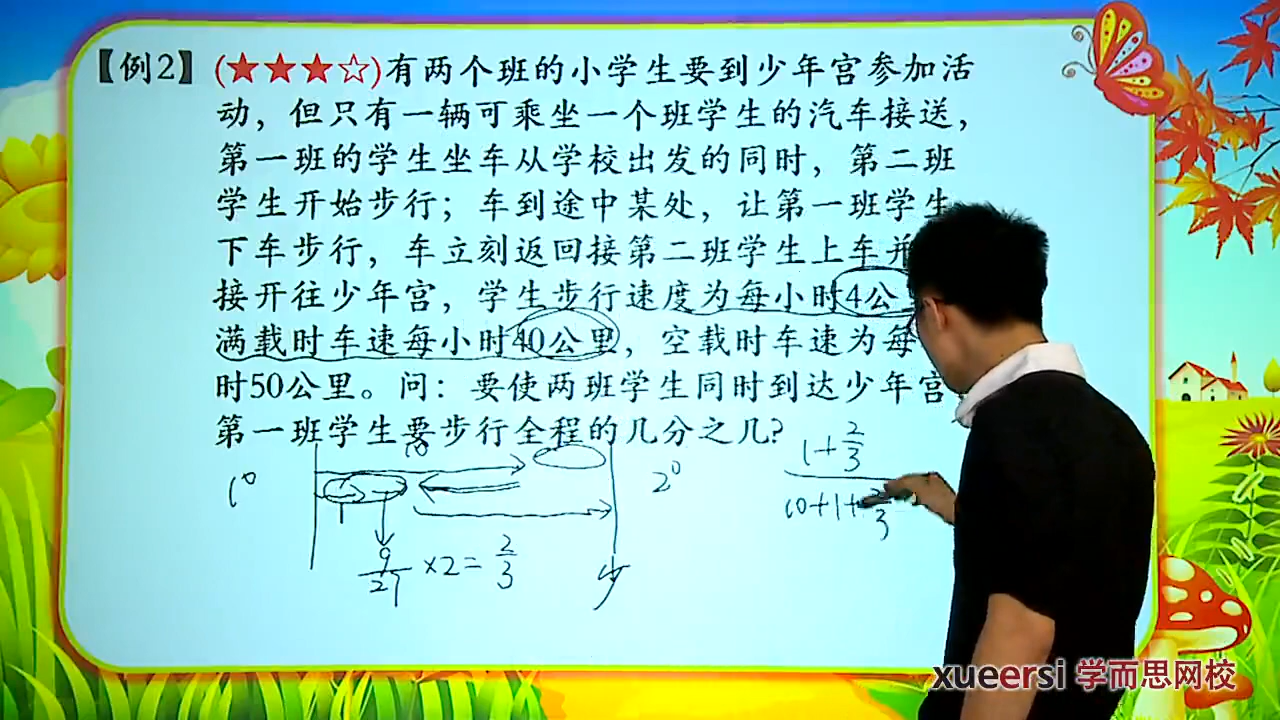 【例2】(★★★☆)有两个班的小学生要到少年宫参加活
动，但只有一辆可乘坐一个班学生的汽车接送，
第一班的学生坐车从学校出发的同时，第二班
学生开始步行；车到途中某处，让第一班学生
下车步行，车立刻返回接第二班学生上车并
接开往少年宫，学生步行速度为每小时4公
满载时车速每小时40公里，空载时车速为每
时50公里。问：要使两班学生同时到达少年宫
第一班学生要步行全程的几分之几?
10
1°
2°
1
9/27 ×2= 2/3
少
1+2/3
10+1+2/3
xueersi 学而思网校